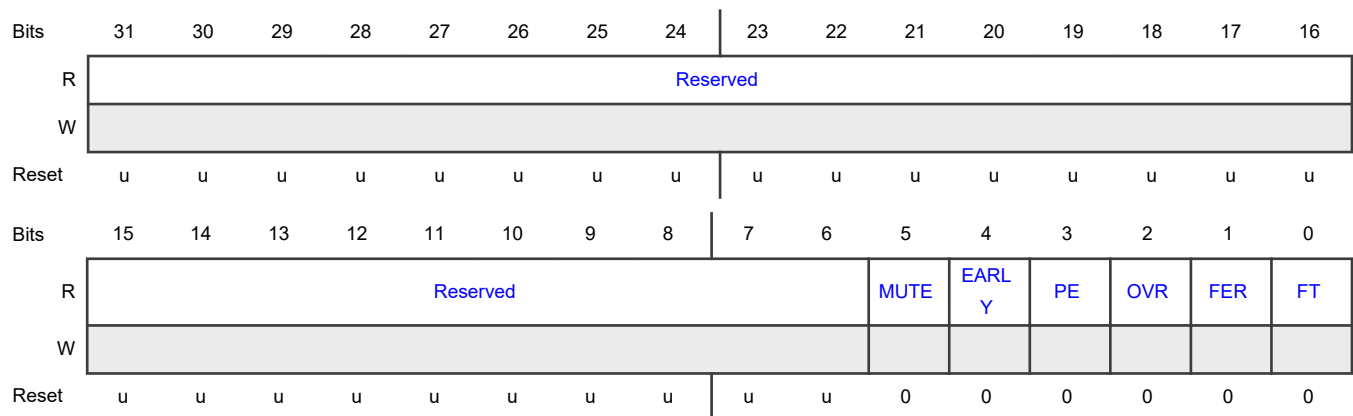 Bits 31 30 29 28 27 26 25 24 23 22 21 20 19 18 17 16
R Reserved
W
Reset u u u u u u u u u u u u u u u u
Bits 15 14 13 12 11 10 9 8 7 6 5 4 3 2 1 0
R Reserved MUTE EARL Y PE OVR FER FT
W
Reset u u u u u u u u u u 0 0 0 0 0 0